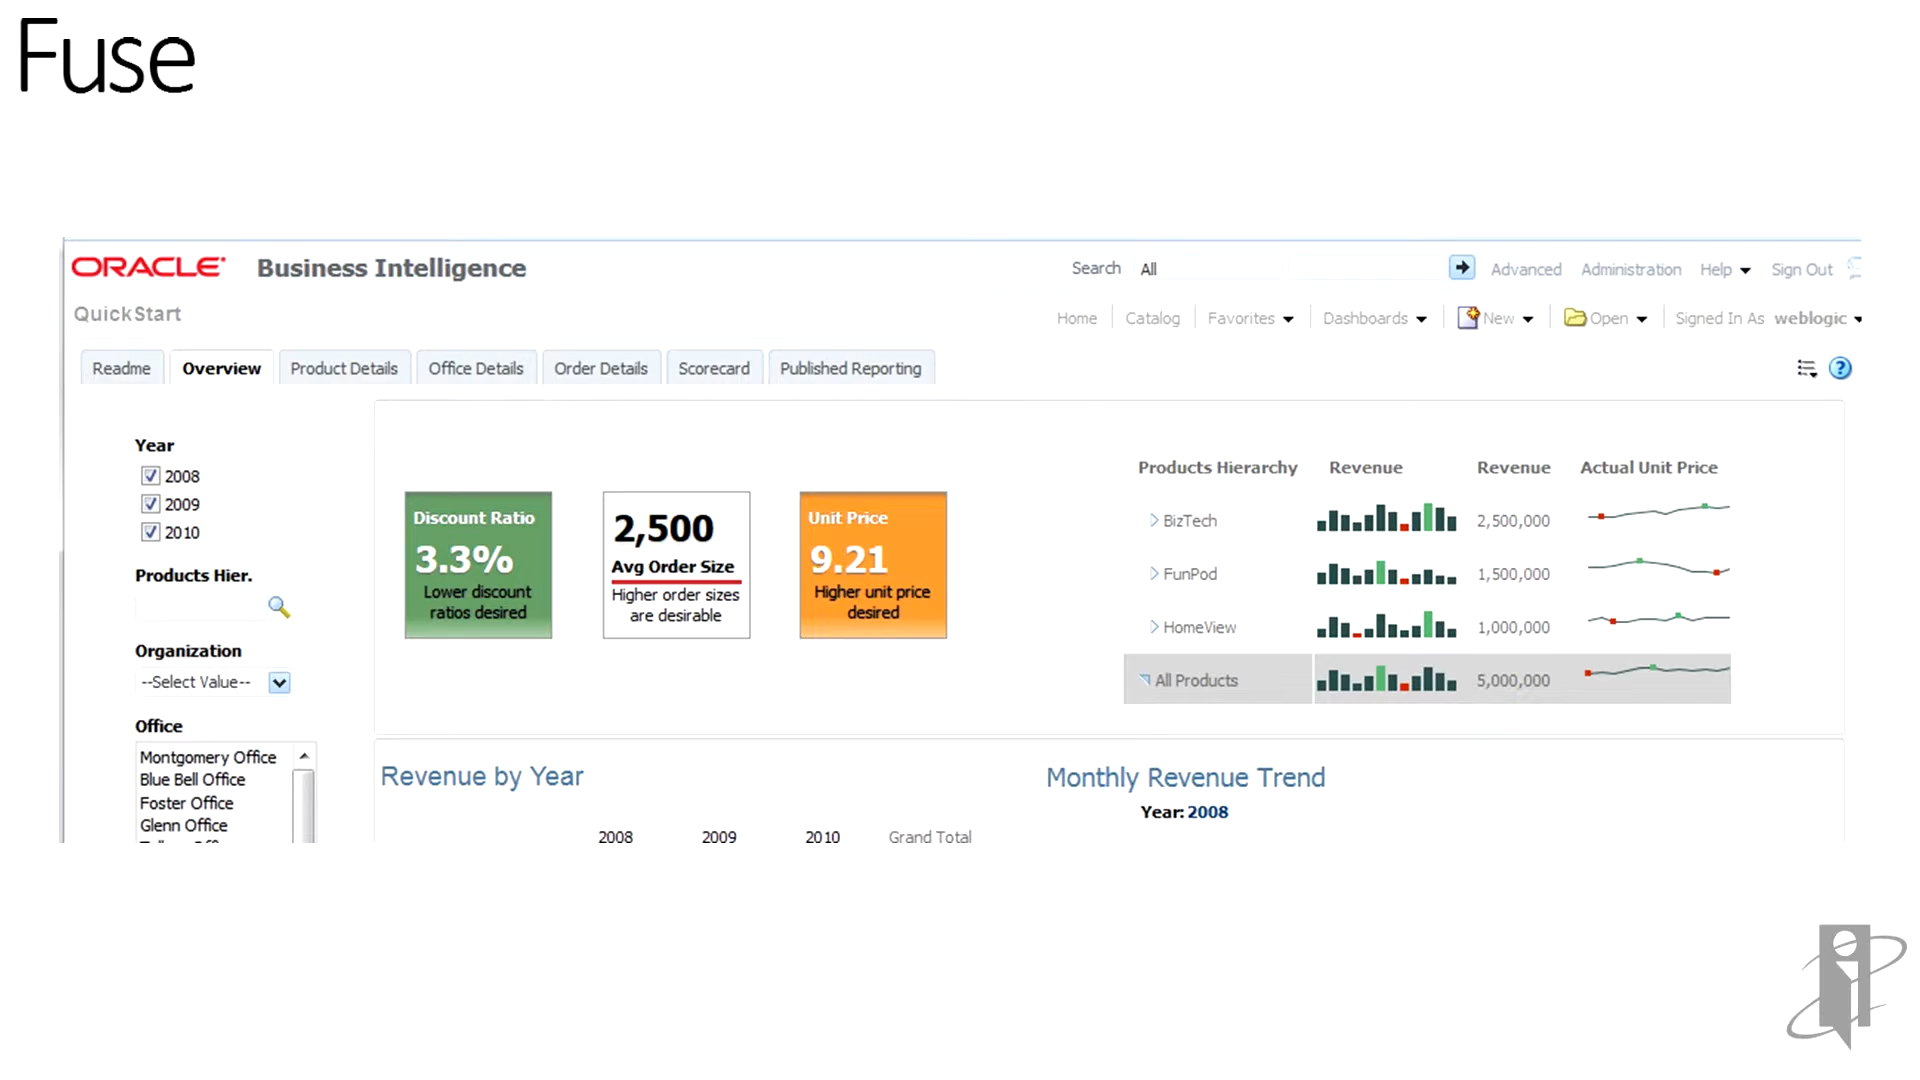 Fuse
ORACLE Business Intelligence
Search All Advanced Administration Help Sign Out
QuickStart
Home Catalog Favorites Dashboards New Open Signed In As weblogic
Readme Overview Product Details Office Details Order Details Scorecard Published Reporting
Year
2008
2009
2010
Products Hier.
Organization
--Select Value--
Office
Montgomery Office
Blue Bell Office
Foster Office
Glenn Office
Discount Ratio
3.3%
Lower discount
ratios desired
2,500
Avg Order Size
Higher order sizes
are desirable
Unit Price
9.21
Higher unit price
desired
Products Hierarchy Revenue Revenue Actual Unit Price
BizTech 2,500,000
FunPod 1,500,000
HomeView 1,000,000
All Products 5,000,000
Revenue by Year
2008 2009 2010 Grand Total
Monthly Revenue Trend
Year: 2008